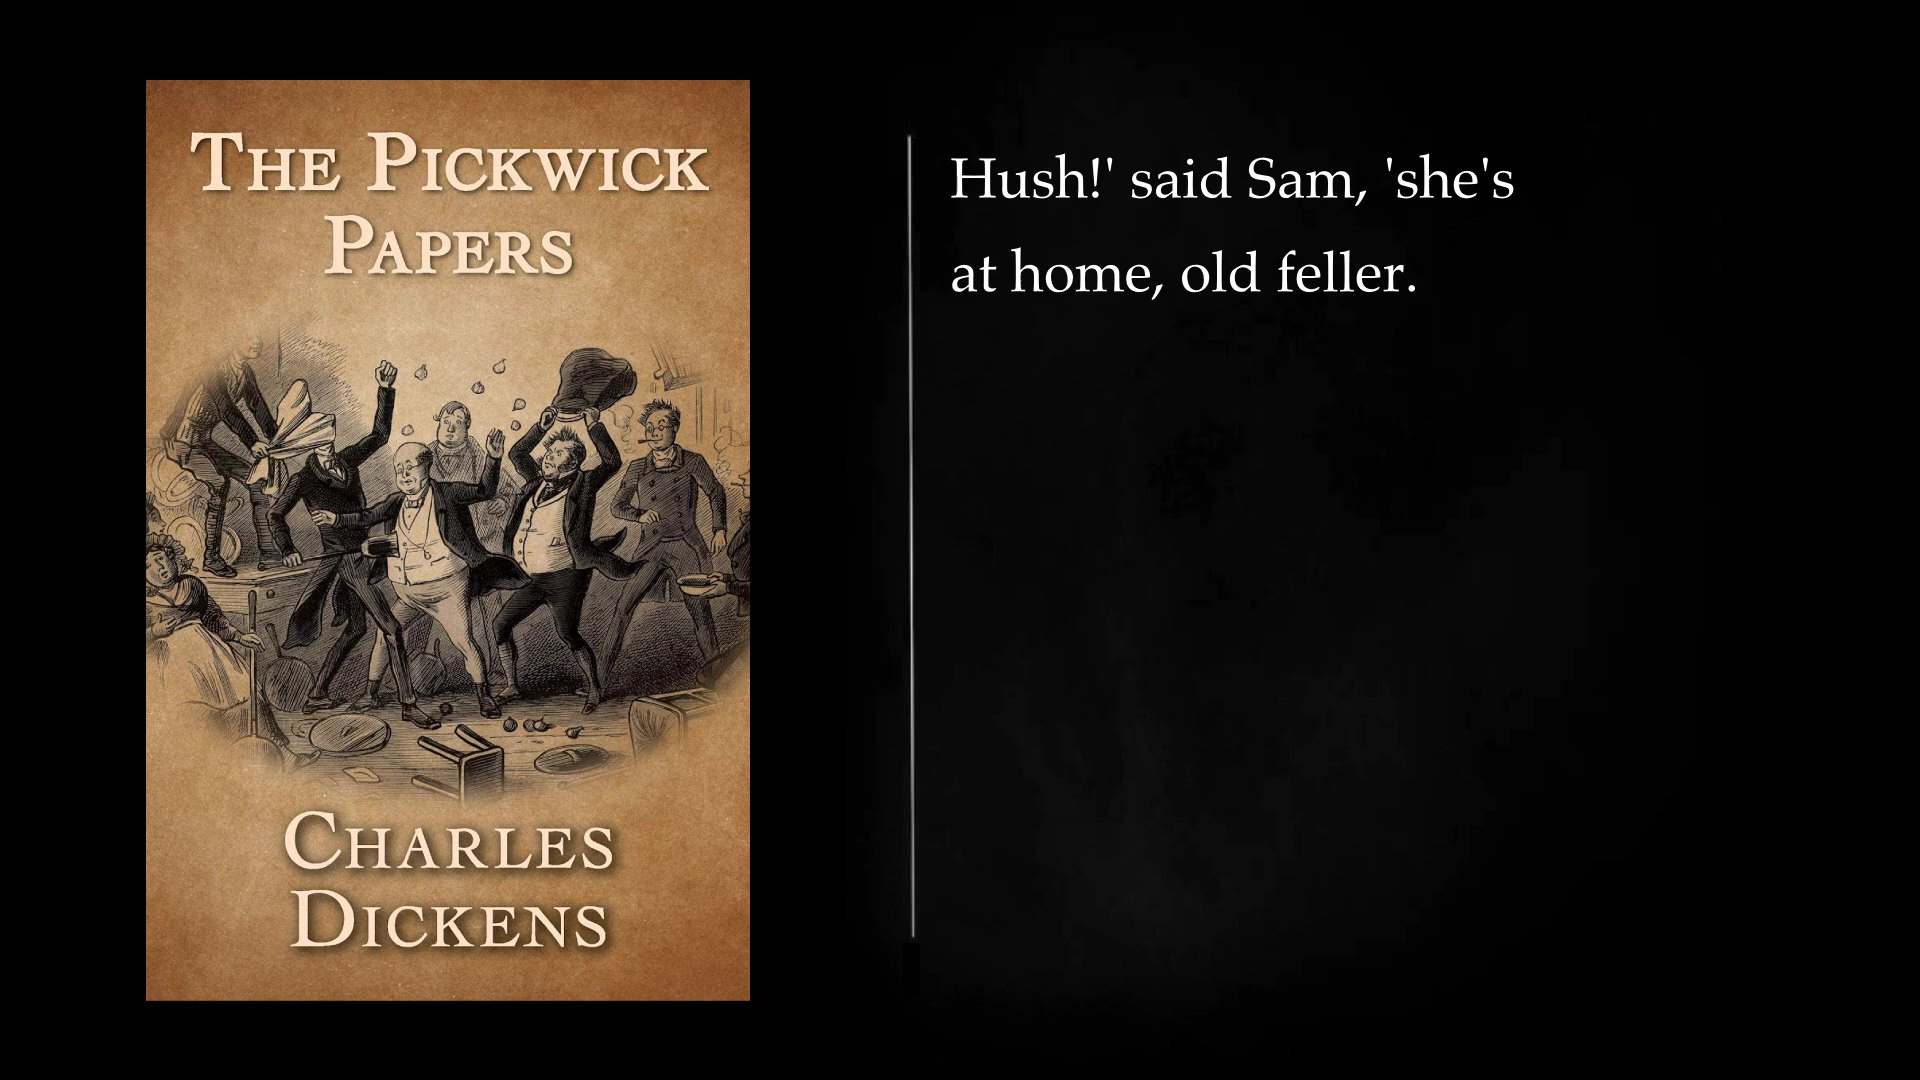 The Pickwick
Papers
Charles
Dickens
Hush!' said Sam, 'she's
at home, old feller.